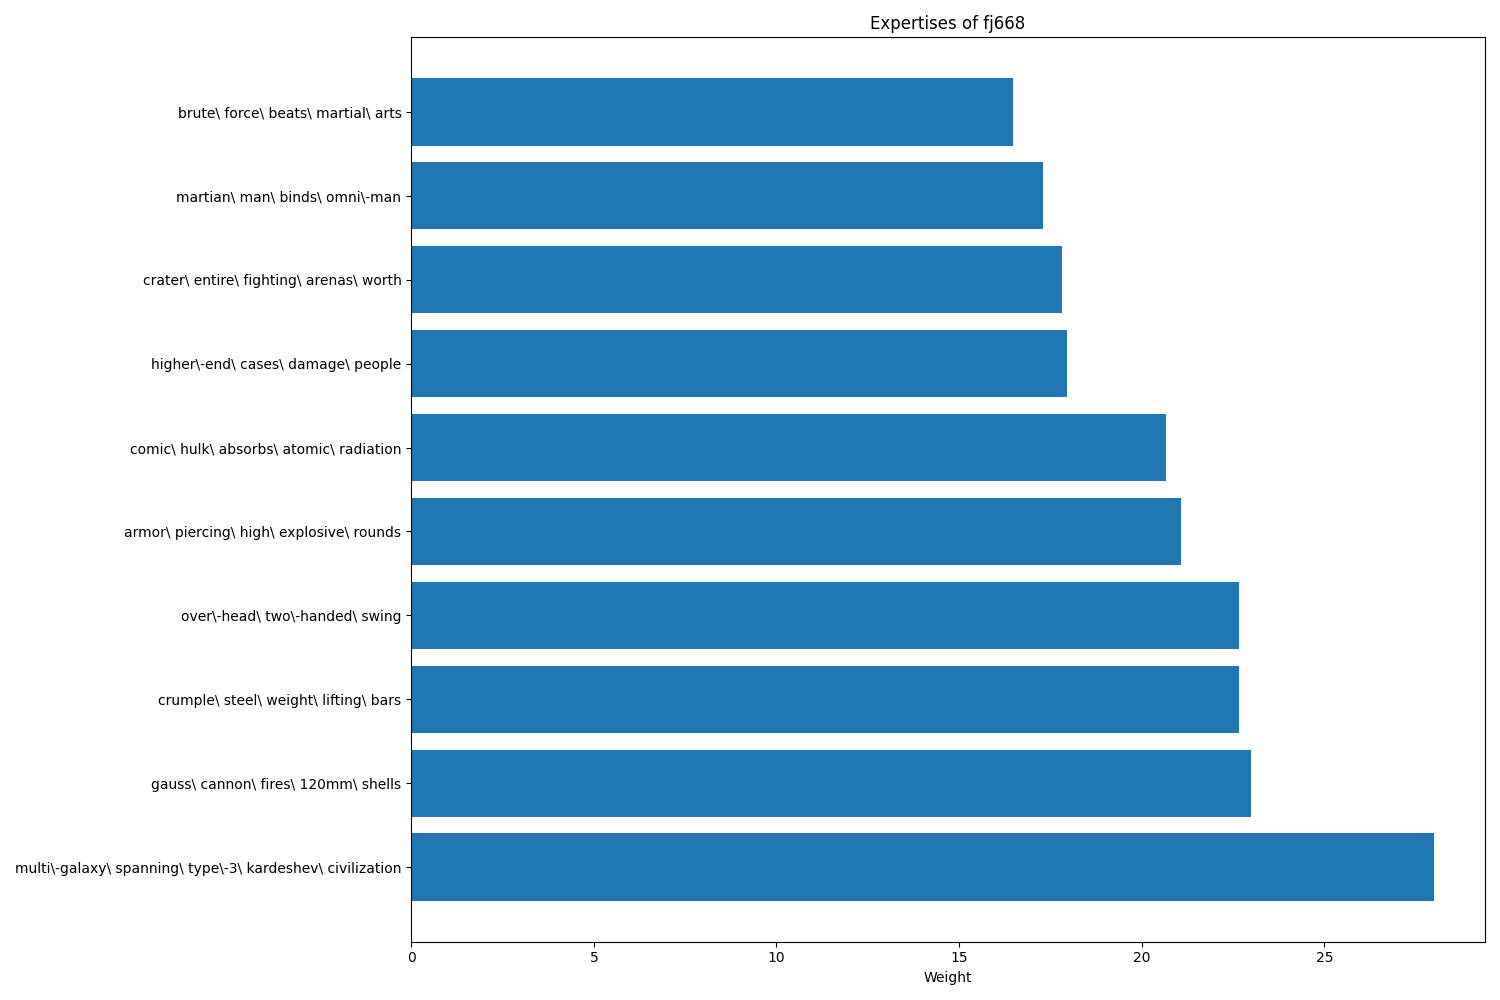 Expertises of fj668
brute\ force\ beats\ martial\ arts
martian\ man\ binds\ omni\-man
crater\ entire\ fighting\ arenas\ worth
higher\-end\ cases\ damage\ people
comic\ hulk\ absorbs\ atomic\ radiation
armor\ piercing\ high\ explosive\ rounds
over\-head\ two\-handed\ swing
crumple\ steel\ weight\ lifting\ bars
gauss\ cannon\ fires\ 120mm\ shells
multi\-galaxy\ spanning\ type\-3\ kardeshev\ civilization
0 5 10 15 20 25
Weight